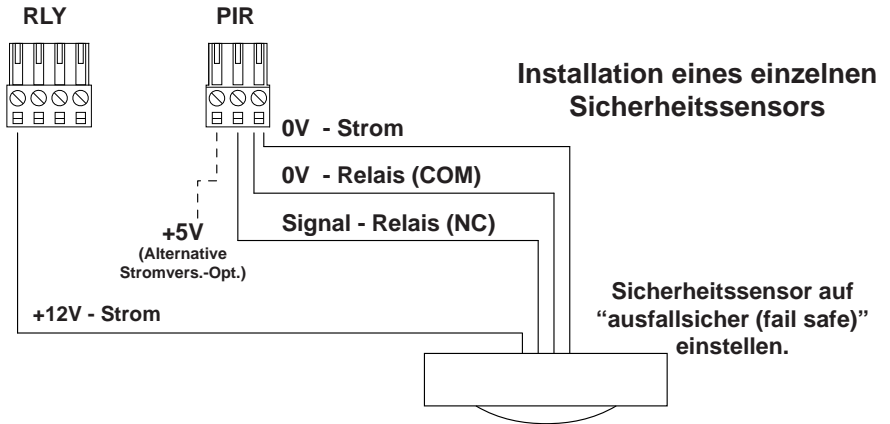 RLY
PIR
Installation eines einzelnen
Sicherheitssensors
0V - Strom
0V - Relais (COM)
Signal - Relais (NC)
+5V
(Alternative
Stromvers.-Opt.)
+12V - Strom
Sicherheitssensor auf
“ausfallsicher (fail safe)”
einstellen.